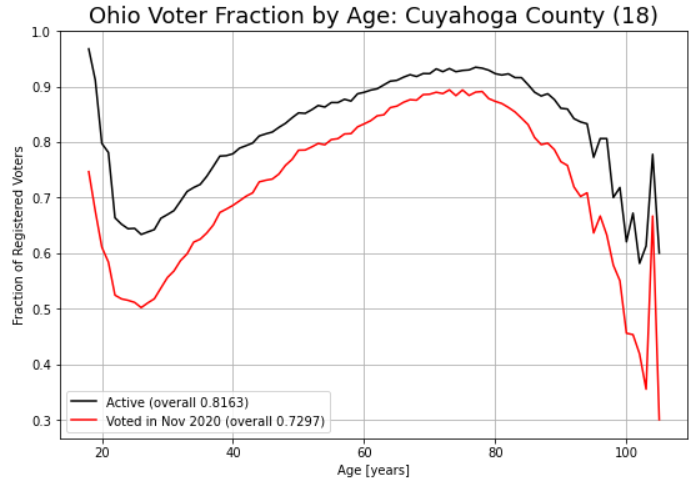 Ohio Voter Fraction by Age: Cuyahoga County (18)
1.0
0.9
0.8
0.7
0.6
0.5
0.4
0.3
Fraction of Registered Voters
Active (overall 0.8163)
Voted in Nov 2020 (overall 0.7297)
20 40 60 80 100
Age [years]